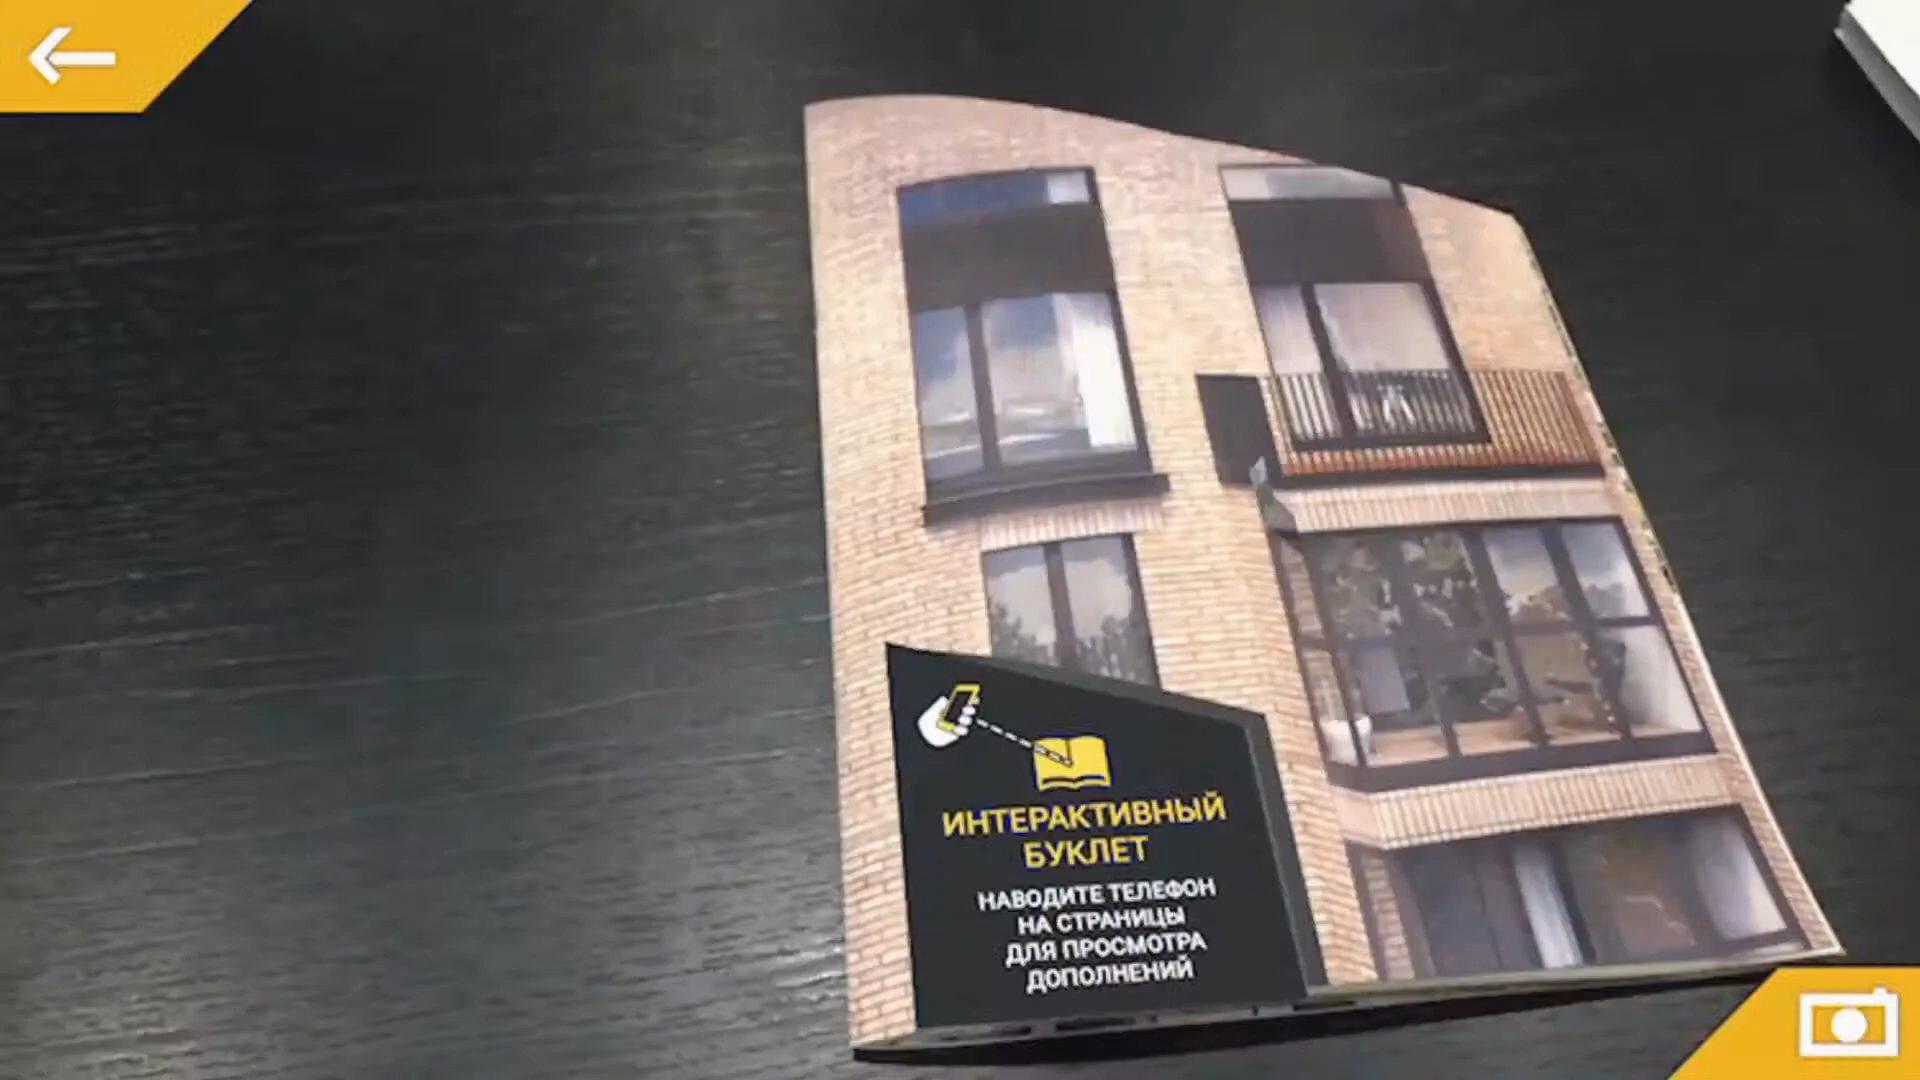 ИНТЕРАКТИВНЫЙ
БУКЛЕТ
НАВОДИТЕ ТЕЛЕФОН
НА СТРАНИЦЫ
ДЛЯ ПРОСМОТРА
ДОПОЛНЕНИЙ